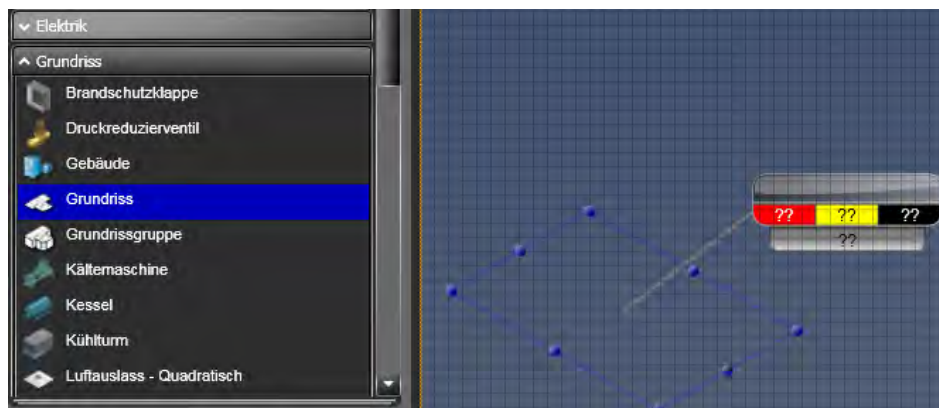 Elektrik
Grundriss
Brandschutzklappe
Druckreduzierventil
Gebäude
Grundriss
Grundrissgruppe
Kältemaschine
Kessel
Kühlturm
Luftauslass - Quadratisch
?? ?? ??
??